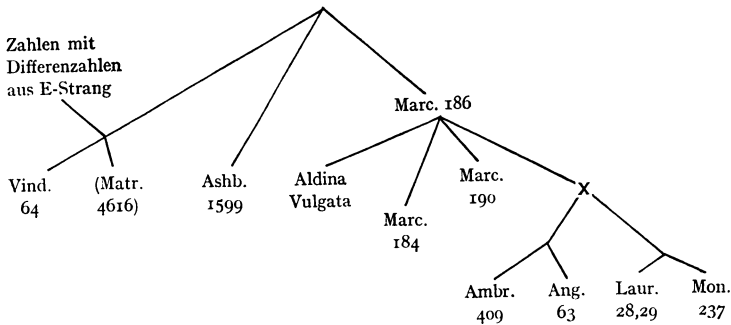 Zahlen mit
Differenzahlen
aus E-Strang
Marc. 186
Vind.
64
(Matr.
4616)
Ashb.
1599
Aldina
Vulgata
Marc.
184
Marc.
190
X
Ambr.
409
Ang.
63
Laur.
28,29
Mon.
237